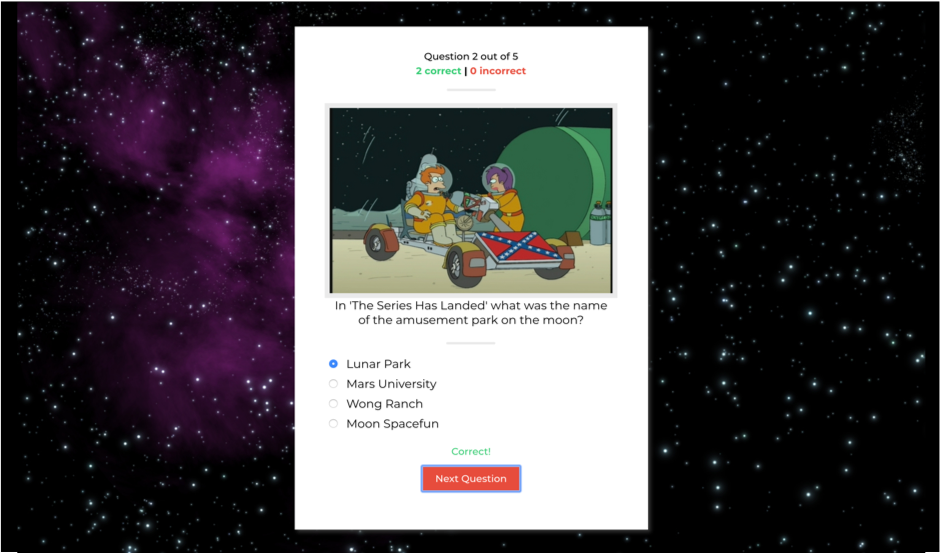 Question 2 out of 5
2 correct | 0 incorrect
In 'The Series Has Landed' what was the name
of the amusement park on the moon?
Lunar Park
Mars University
Wong Ranch
Moon Spacefun
Correct!
Next Question